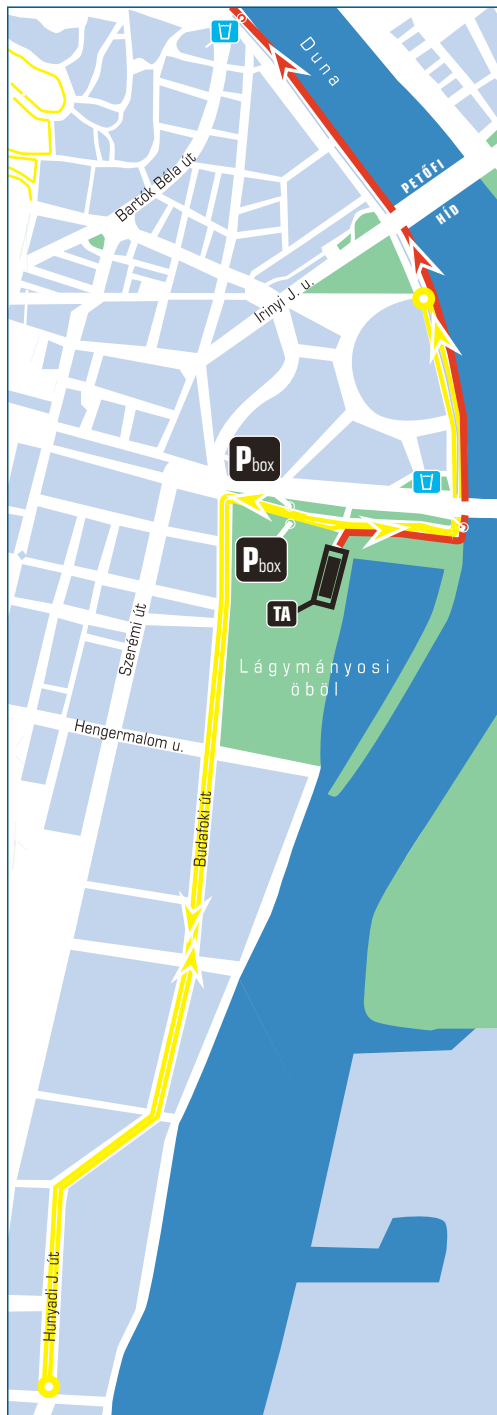 Duna
Bartók Béla út
PETŐFI
HÍD
Irinyi J. u.
Pbox
Pbox
TA
Szerémi út
Lágymányosi
öböl
Hengermalom u.
Budafoki út
Hunyadi J. út